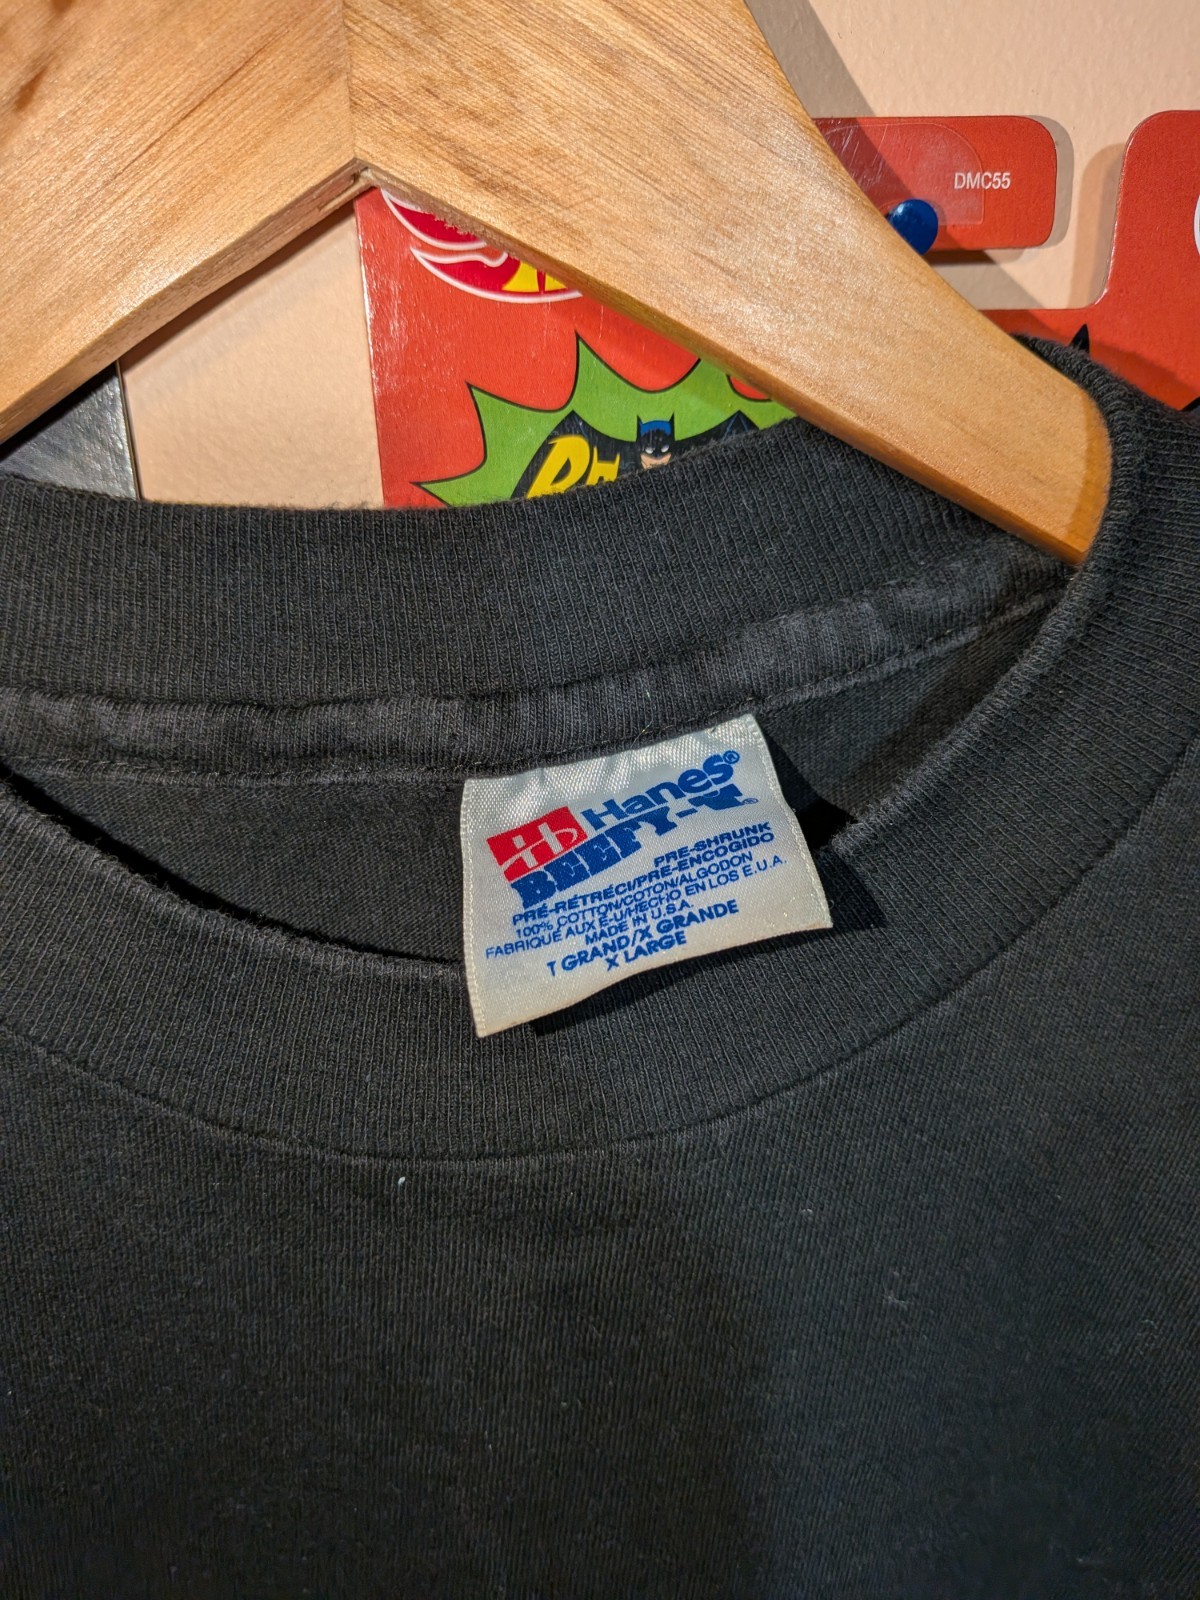 DMC55
Hanes®
BEEFY-T®
PRE-SHRUNK
PRÉ-RÉTRÉCI/PRE-ENCOGIDO
100% COTTON/COTON/ALGODON
FABRIQUÉ AUX E-U/HECHO EN LOS E.U.A.
MADE IN U.S.A.
T GRAND/X GRANDE
X LARGE